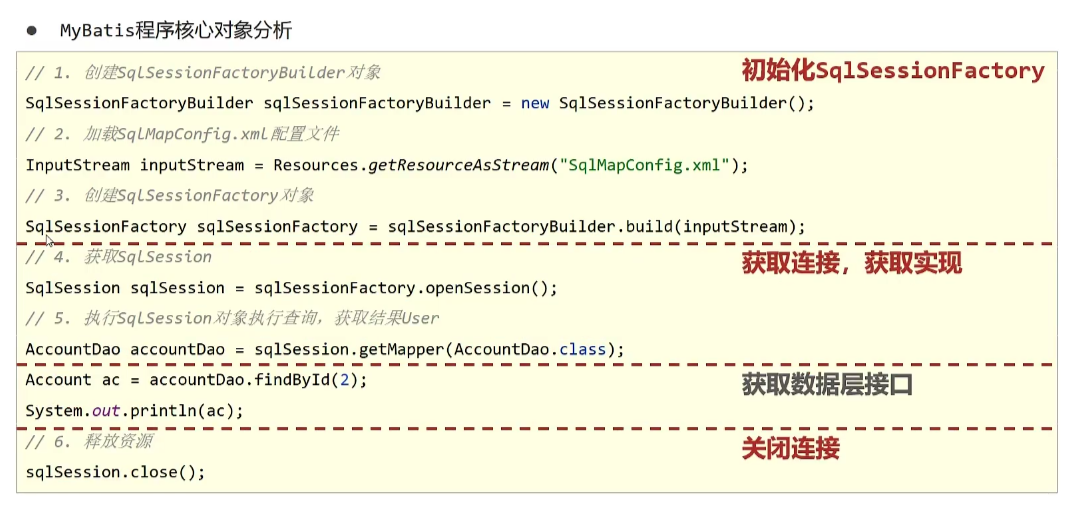 ● MyBatis程序核心对象分析
// 1. 创建SqlSessionFactoryBuilder对象
初始化SqlSessionFactory
SqlSessionFactoryBuilder sqlSessionFactoryBuilder = new SqlSessionFactoryBuilder();
// 2. 加载SqlMapConfig.xml配置文件
InputStream inputStream = Resources.getResourceAsStream("SqlMapConfig.xml");
// 3. 创建SqlSessionFactory对象
SqlSessionFactory sqlSessionFactory = sqlSessionFactoryBuilder.build(inputStream);
// 4. 获取SqlSession
获取连接，获取实现
SqlSession sqlSession = sqlSessionFactory.openSession();
// 5. 执行SqlSession对象执行查询，获取结果User
AccountDao accountDao = sqlSession.getMapper(AccountDao.class);
Account ac = accountDao.findById(2);
获取数据层接口
System.out.println(ac);
// 6. 释放资源
关闭连接
sqlSession.close();